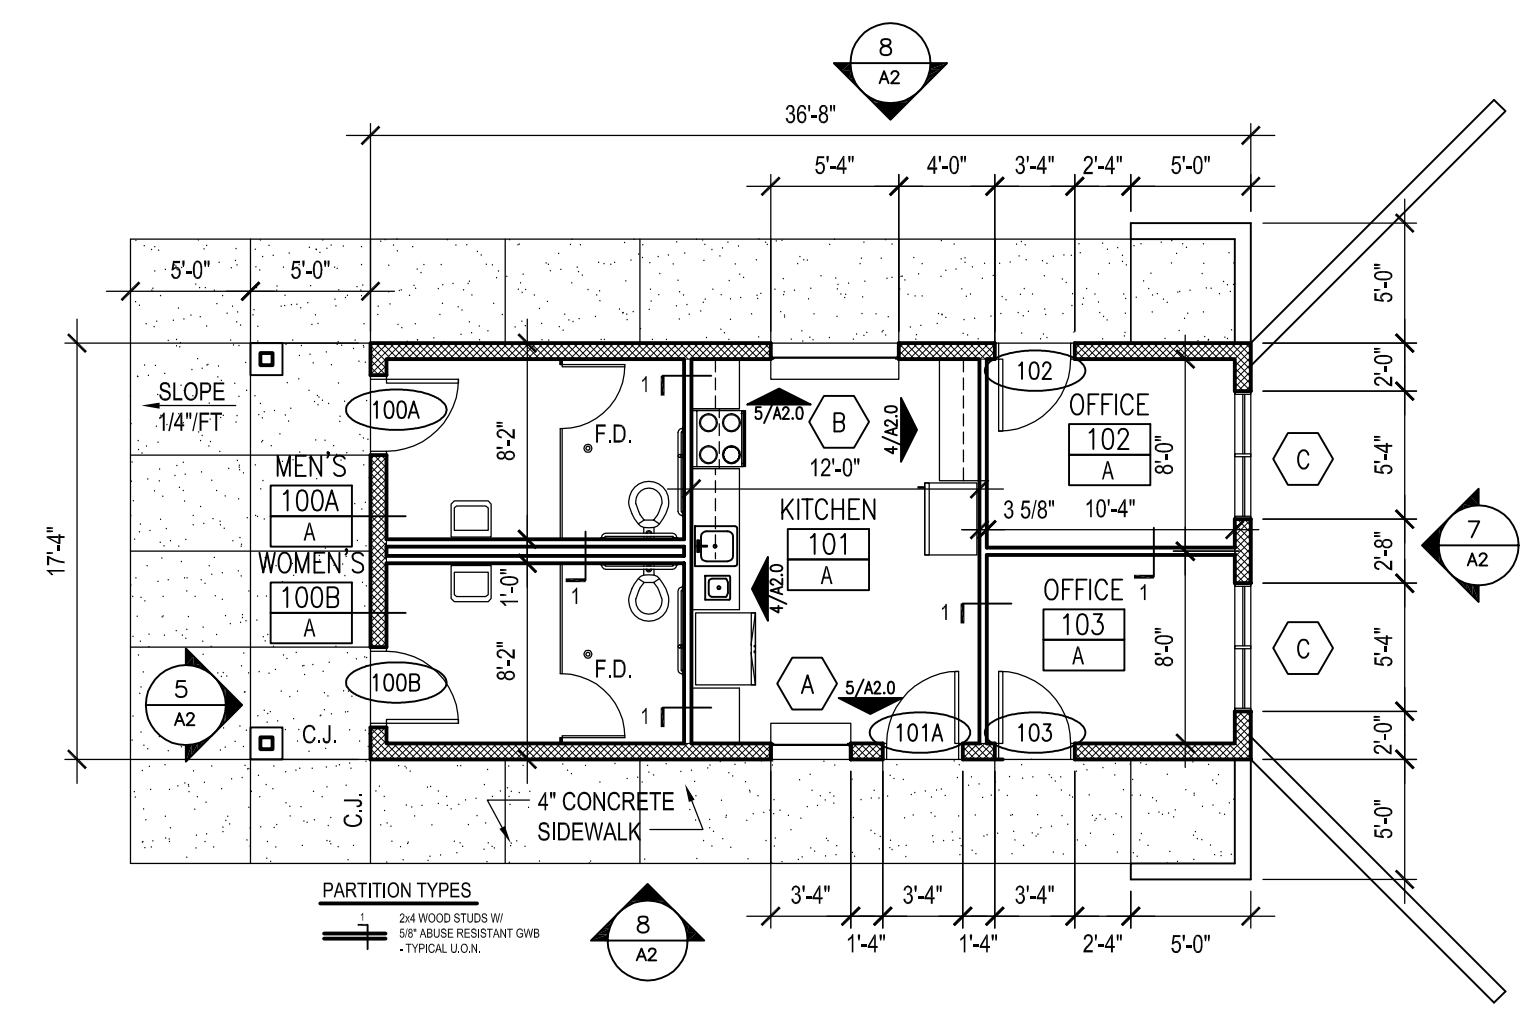 8
A2
36'-8"
5'-4"
4'-0"
3'-4"
2'-4"
5'-0"
5'-0"
5'-0"
5'-0"
2'-0"
5'-4"
2'-8"
5'-4"
2'-0"
5'-0"
17'-4"
SLOPE
1/4"/FT
100A
MEN'S
100A
A
WOMEN'S
100B
A
100B
5
A2
C.J.
C.J.
8'-2"
1'-0"
8'-2"
F.D.
F.D.
1
1
1
5/A2.0
B
4/A2.0
12'-0"
KITCHEN
101
A
4/A2.0
1
A
5/A2.0
101A
102
OFFICE
102
A
8'-0"
3 5/8"
10'-4"
OFFICE
103
A
1
8'-0"
103
C
C
7
A2
4" CONCRETE
SIDEWALK
PARTITION TYPES
1
2x4 WOOD STUDS W/
5/8" ABUSE RESISTANT GWB
- TYPICAL U.O.N.
8
A2
3'-4"
1'-4"
3'-4"
1'-4"
3'-4"
2'-4"
5'-0"